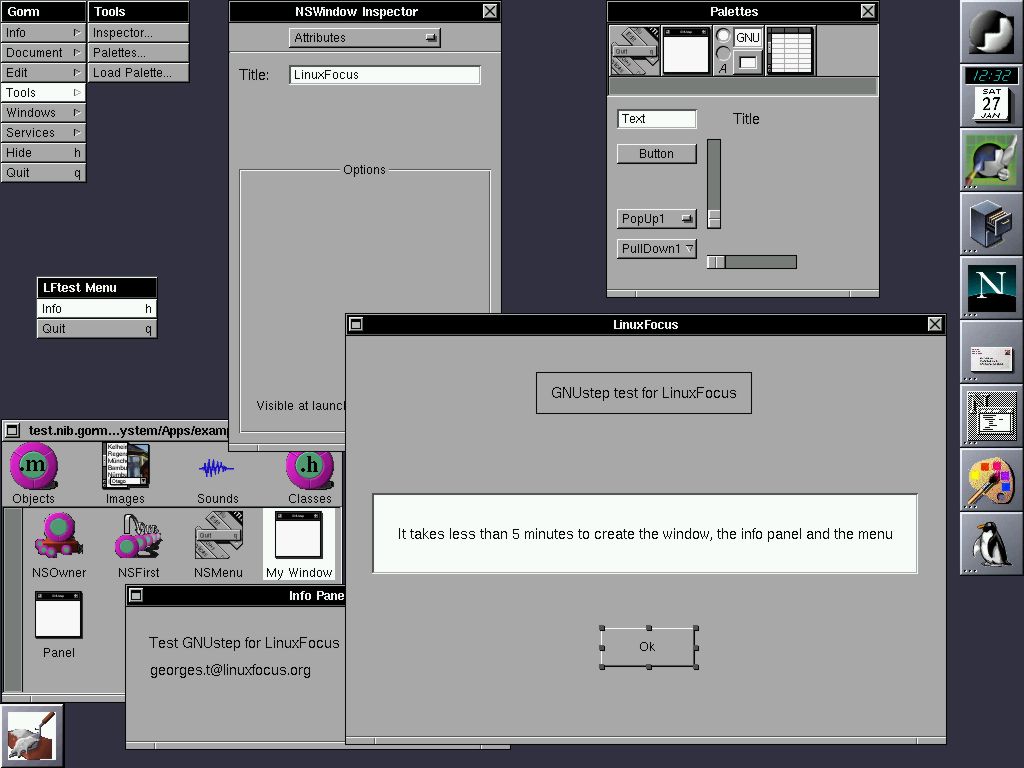 Gorm
Info
Document
Edit
Tools
Windows
Services
Hide h
Quit q
Tools
Inspector...
Palettes...
Load Palette...
NSWindow Inspector
Attributes
Title: LinuxFocus
Options
Visible at launch
Palettes
Quit q
GNU
A
Text Title
Button
PopUp1
PullDown1
12:32
SAT
27
JAN
N
LFtest Menu
Info h
Quit q
test.nib.gorm...ystem/Apps/examp
.m
.h
Objects Images Sounds Classes
Quit q
NSOwner NSFirst NSMenu My Window
Panel
Info Pane
Test GNUstep for LinuxFocus
georges.t@linuxfocus.org
LinuxFocus
GNUstep test for LinuxFocus
It takes less than 5 minutes to create the window, the info panel and the menu
Ok